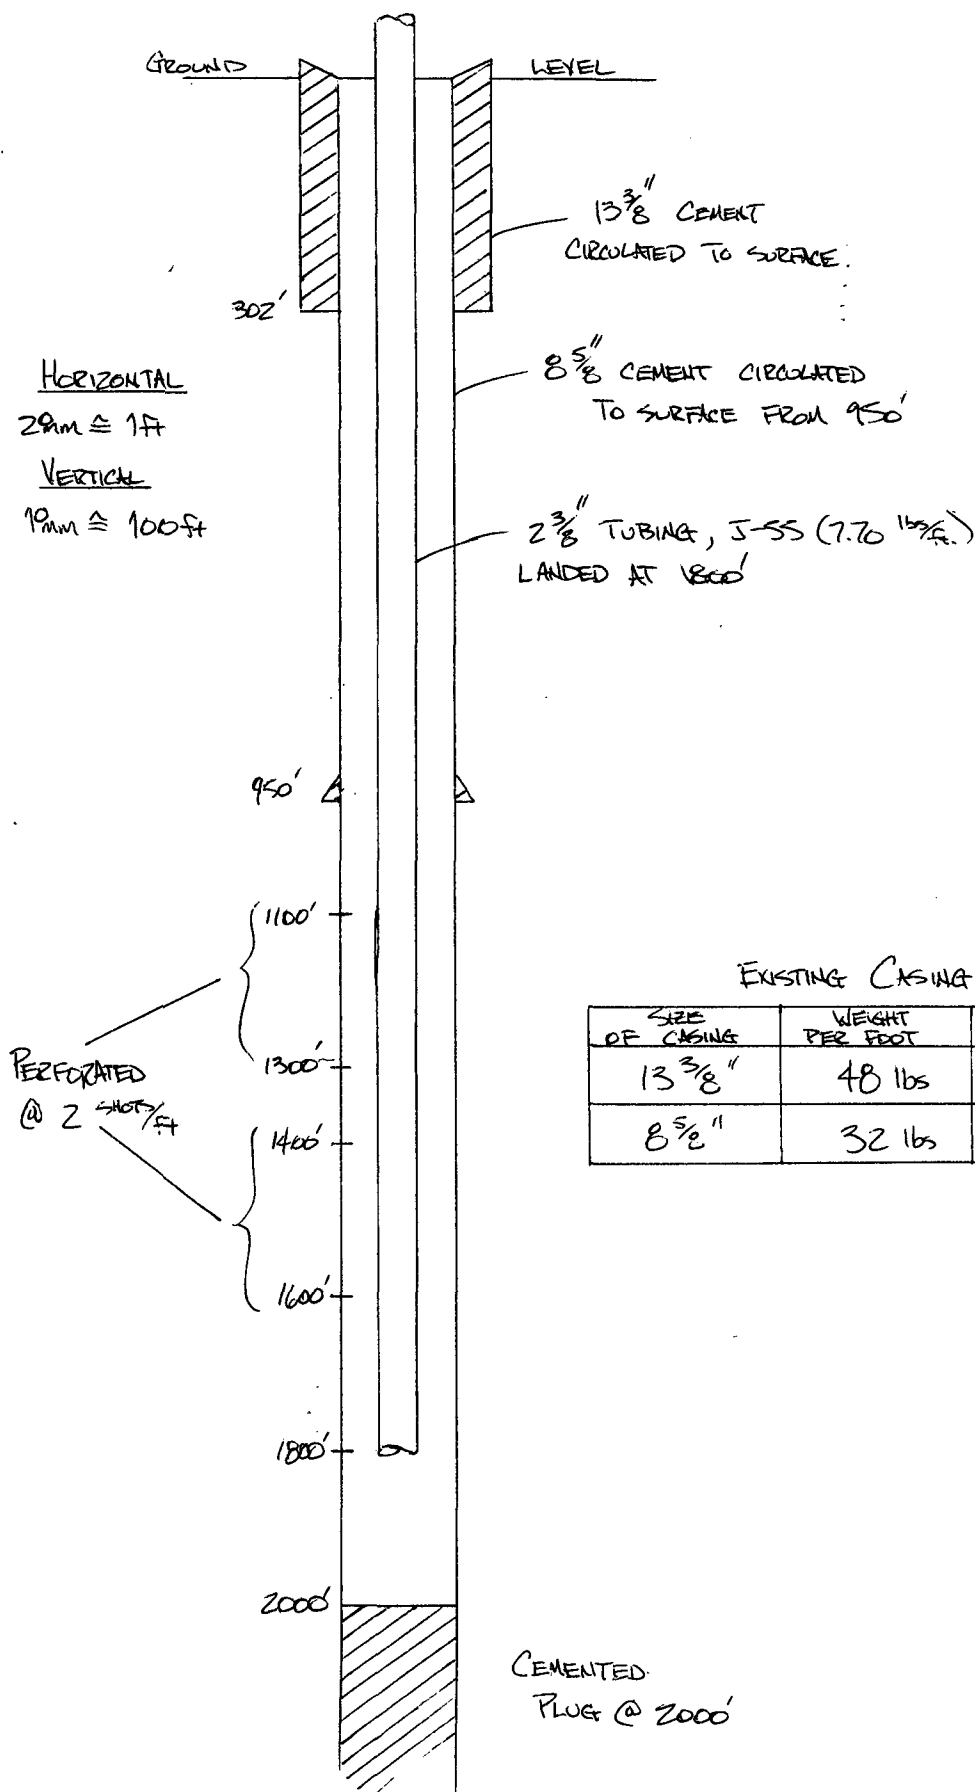 GROUND LEVEL
13 3/8" CEMENT
CIRCULATED TO SURFACE.
302'
HORIZONTAL
20mm ≙ 1ft
VERTICAL
10mm ≙ 100ft
8 5/8" CEMENT CIRCULATED
TO SURFACE FROM 950'
2 3/8" TUBING, J-55 (7.70 lbs/ft.)
LANDED AT 1800'
950'
1100'
1300'
PERFORATED
@ 2 SHOTS/ft
1400'
1600'
1800'
EXISTING CASING
SIZE OF CASING WEIGHT PER FOOT
13 3/8" 48 lbs
8 5/8" 32 lbs
2000'
CEMENTED
PLUG @ 2000'